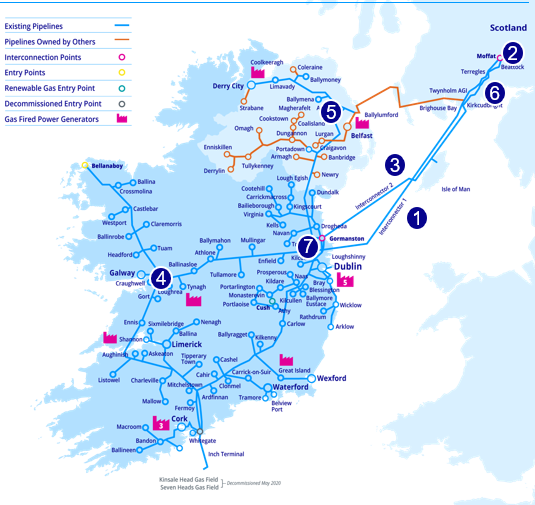 Existing Pipelines
Pipelines Owned by Others
Interconnection Points
Entry Points
Renewable Gas Entry Point
Decommissioned Entry Point
Gas Fired Power Generators
Scotland
Moffat
2
Beattock
Terregles
6
Twynholm AGI
Kirkcudbright
Brighouse Bay
Coleraine
Coolkeeragh
Limavady
Ballymoney
Derry City
Strabane
Ballymena
Magherafelt
5
Cookstown
Coalisland
Ballylumford
Omagh
Dungannon
Lurgan
Belfast
Craigavon
Portadown
Enniskillen
Armagh
Banbridge
Derrylin
Tullykenney
Newry
3
Isle of Man
Interconnector 2
Interconnector 1
1
Bellanaboy
Ballina
Crossmolina
Lough Egish
Cootehill
Dundalk
Carrickmacross
Bailieborough
Kingscourt
Virginia
Castlebar
Westport
Claremorris
Kells
Drogheda
Navan
Gormanston
Ballinrobe
7
Ballymahon
Mullingar
Headford
Tuam
Athlone
Loughshinny
Enfield
Ballinasloe
Dublin
Galway
4
Tullamore
Prosperous
Naas
Craughwell
Tynagh
Portarlington
Kildare
Bray
5
Loughrea
Blessington
Gort
Monasterevin
Kilcullen
Ballymore
Eustace
Portlaoise
Wicklow
Athy
Rathdrum
Ennis
Sixmilebridge
Nenagh
Carlow
Arklow
Shannon
Ballina
Ballyragget
Kilkenny
Limerick
Aughinish
Askeaton
Tipperary
Town
Cashel
Great Island
Listowel
Charleville
Cahir
Carrick-on-Suir
Wexford
Mitchelstown
Clonmel
Waterford
Mallow
Ardfinnan
Tramore
Belview
Port
Fermoy
Cork
3
Macroom
Bandon
Whitegate
Ballineen
Inch Terminal
Kinsale Head Gas Field
Seven Heads Gas Field
Decommissioned May 2020